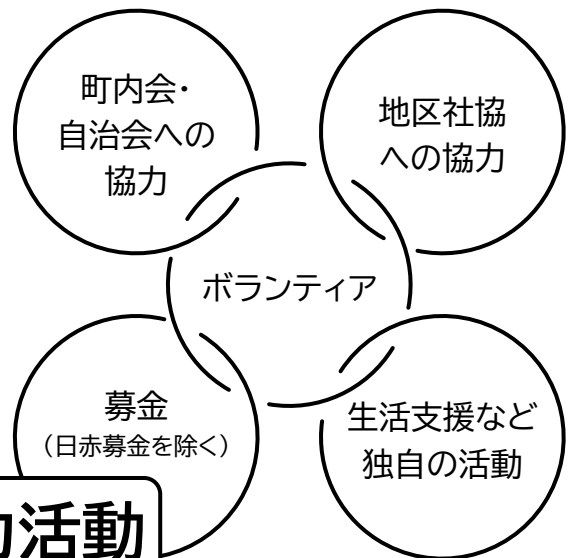 町内会・
自治会への
協力
地区社協
への協力
ボランティア
募金
（日赤募金を除く）
生活支援など
独自の活動
活動